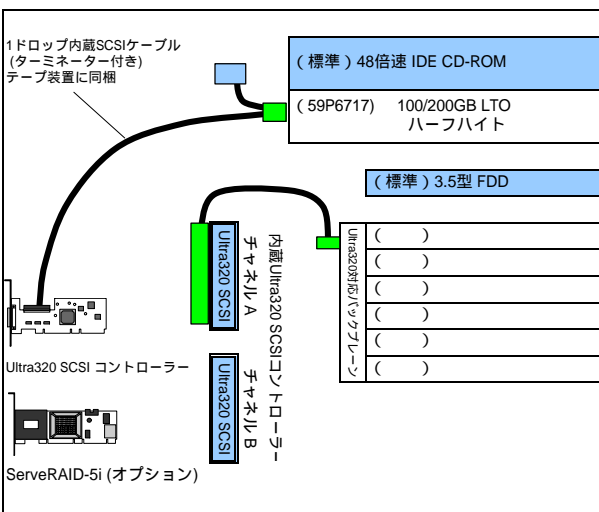 1ドロップ内蔵SCSIケーブル
(ターミネーター付き)
テープ装置に同梱
(標準)48倍速 IDE CD-ROM
(59P6717) 100/200GB LTO
ハーフハイト
(標準)3.5型 FDD
Ultra320 SCSI
チャネル A
内蔵Ultra320 SCSIコントローラー
Ultra320対応バックプレーン
( )
( )
( )
( )
( )
( )
Ultra320 SCSI コントローラー
Ultra320 SCSI
チャネル B
ServeRAID-5i (オプション)